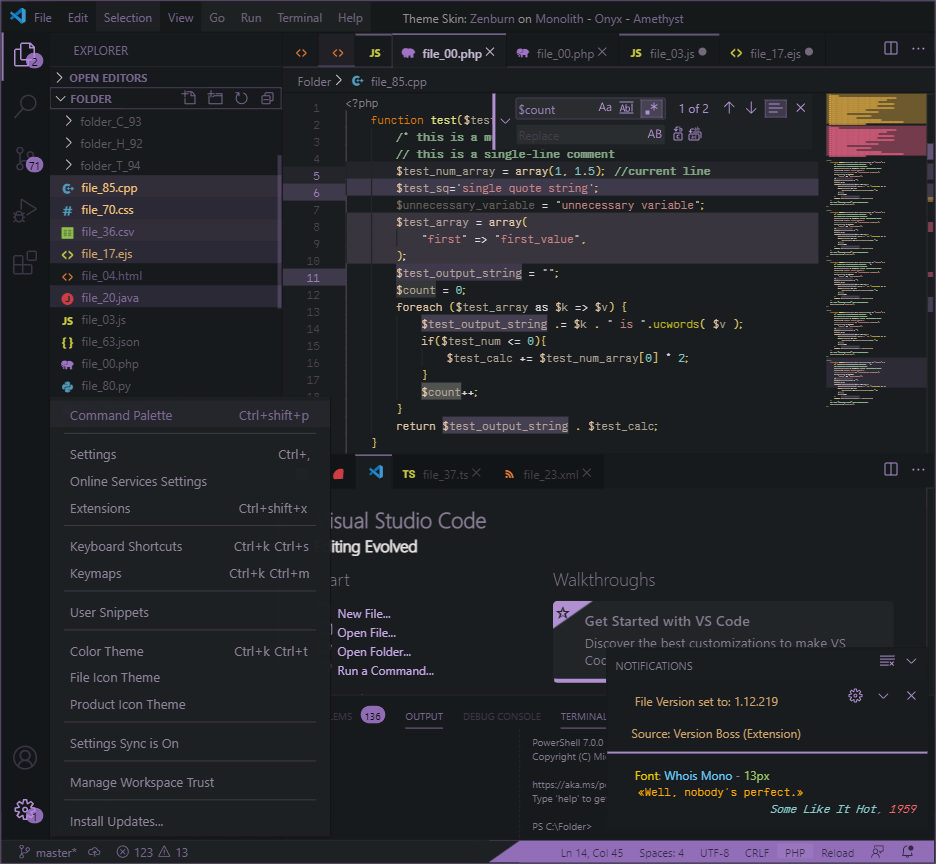 File Edit Selection View Go Run Terminal Help Theme Skin: Zenburn on Monolith - Onyx - Amethyst
2
EXPLORER
JS file_00.php file_00.php JS file_03.js file_17.ejs
OPEN EDITORS
Folder > file_85.cpp
FOLDER
folder_C_93
folder_H_92
folder_T_94
71
file_85.cpp
file_70.css
file_36.csv
file_17.ejs
file_04.html
file_20.java
JS file_03.js
file_63.json
file_00.php
file_80.py
$count Aa Ab .* 1 of 2
Replace AB
1 <?php
2 function test($tes
3 /* this is a m
4 // this is a single-line comment
5 $test_num_array = array(1, 1.5); //current line
6 $test_sq='single quote string';
7 $unnecessary_variable = "unnecessary variable";
8 $test_array = array(
9 "first" => "first_value",
10 );
11 $test_output_string = "";
12 $count = 0;
13 foreach ($test_array as $k => $v) {
14 $test_output_string .= $k . " is ".ucwords( $v );
15 if($test_num <= 0){
16 $test_calc += $test_num_array[0] * 2;
17 }
$count++;
}
return $test_output_string . $test_calc;
}
Command Palette Ctrl+shift+p
Settings Ctrl+,
Online Services Settings
Extensions Ctrl+shift+x
Keyboard Shortcuts Ctrl+k Ctrl+s
Keymaps Ctrl+k Ctrl+m
User Snippets
Color Theme Ctrl+k Ctrl+t
File Icon Theme
Product Icon Theme
Settings Sync is On
Manage Workspace Trust
Install Updates...
TS file_37.ts file_23.xml
isual Studio Code
iting Evolved
art
New File...
Open File...
Open Folder...
Run a Command...
Walkthroughs
Get Started with VS Code
Discover the best customizations to make VS
Coc
EMS 136 OUTPUT DEBUG CONSOLE TERMINAL
PowerShell 7.0.0
Copyright (C) Mi
https://aka.ms/p
Type 'help' to ge
PS C:\Folder>
NOTIFICATIONS
File Version set to: 1.12.219
Source: Version Boss (Extension)
Font: Whois Mono - 13px
«Well, nobody's perfect.»
Some Like It Hot, 1959
1
master* 123 13 Ln 14, Col 45 Spaces: 4 UTF-8 CRLF PHP Reload